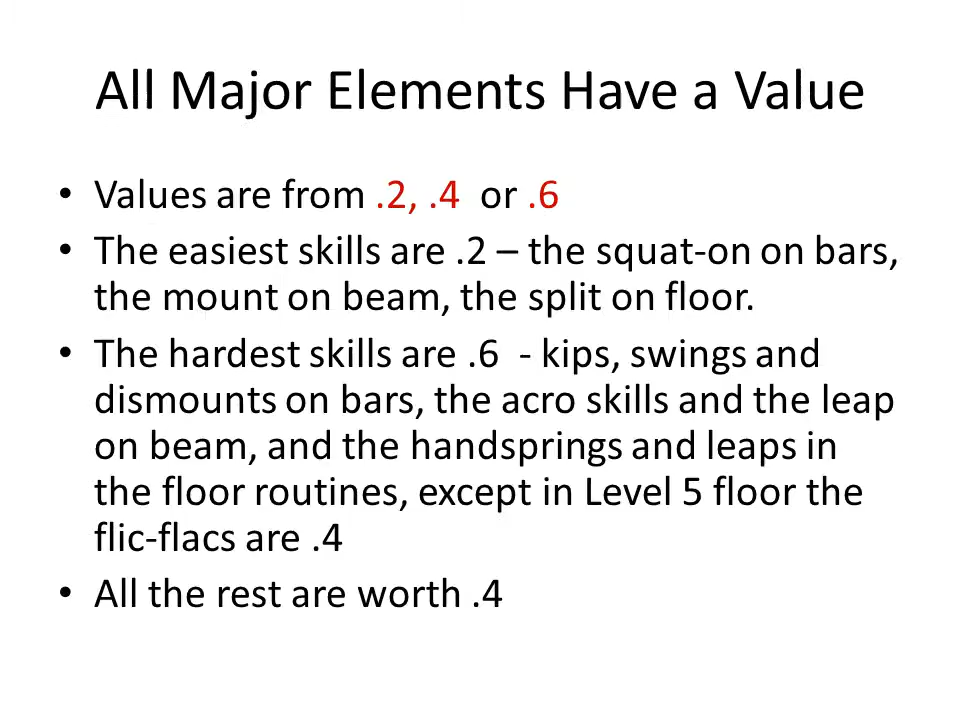 All Major Elements Have a Value
• Values are from .2, .4  or .6
• The easiest skills are .2 – the squat-on on bars,
the mount on beam, the split on floor.
• The hardest skills are .6  - kips, swings and
dismounts on bars, the acro skills and the leap
on beam, and the handsprings and leaps in
the floor routines, except in Level 5 floor the
flic-flacs are .4
• All the rest are worth .4